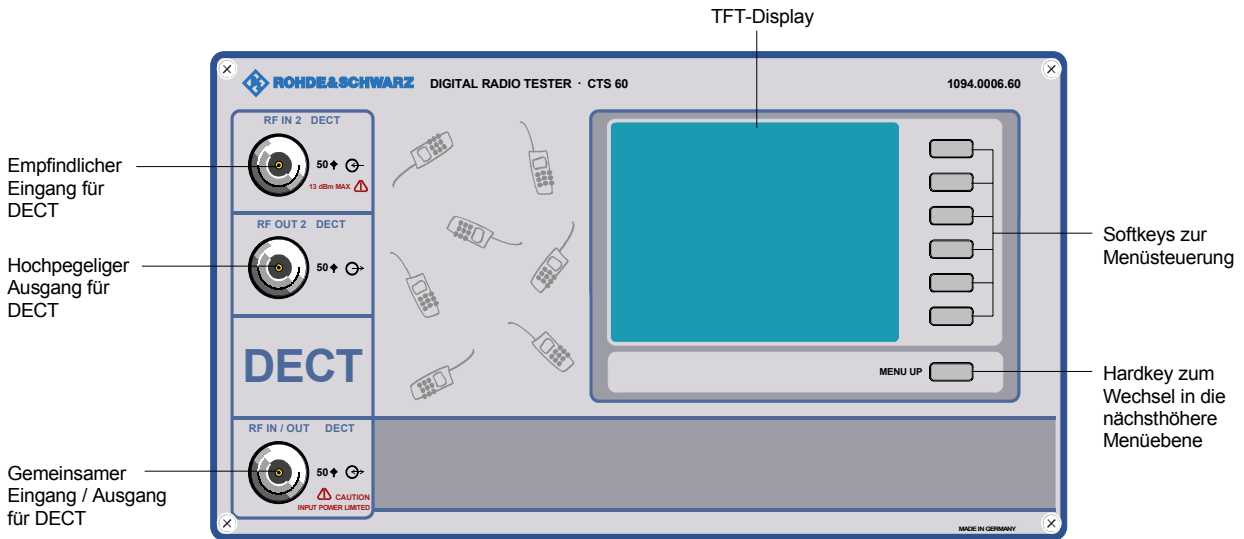 TFT-Display
ROHDE&SCHWARZ DIGITAL RADIO TESTER · CTS 60 1094.0006.60
RF IN 2 DECT
50
13 dBm MAX
Empfindlicher
Eingang für
DECT
RF OUT 2 DECT
50
Hochpegeliger
Ausgang für
DECT
DECT
RF IN / OUT DECT
50
CAUTION
INPUT POWER LIMITED
Gemeinsamer
Eingang / Ausgang
für DECT
Softkeys zur
Menüsteuerung
MENU UP
Hardkey zum
Wechsel in die
nächsthöhere
Menüebene
MADE IN GERMANY